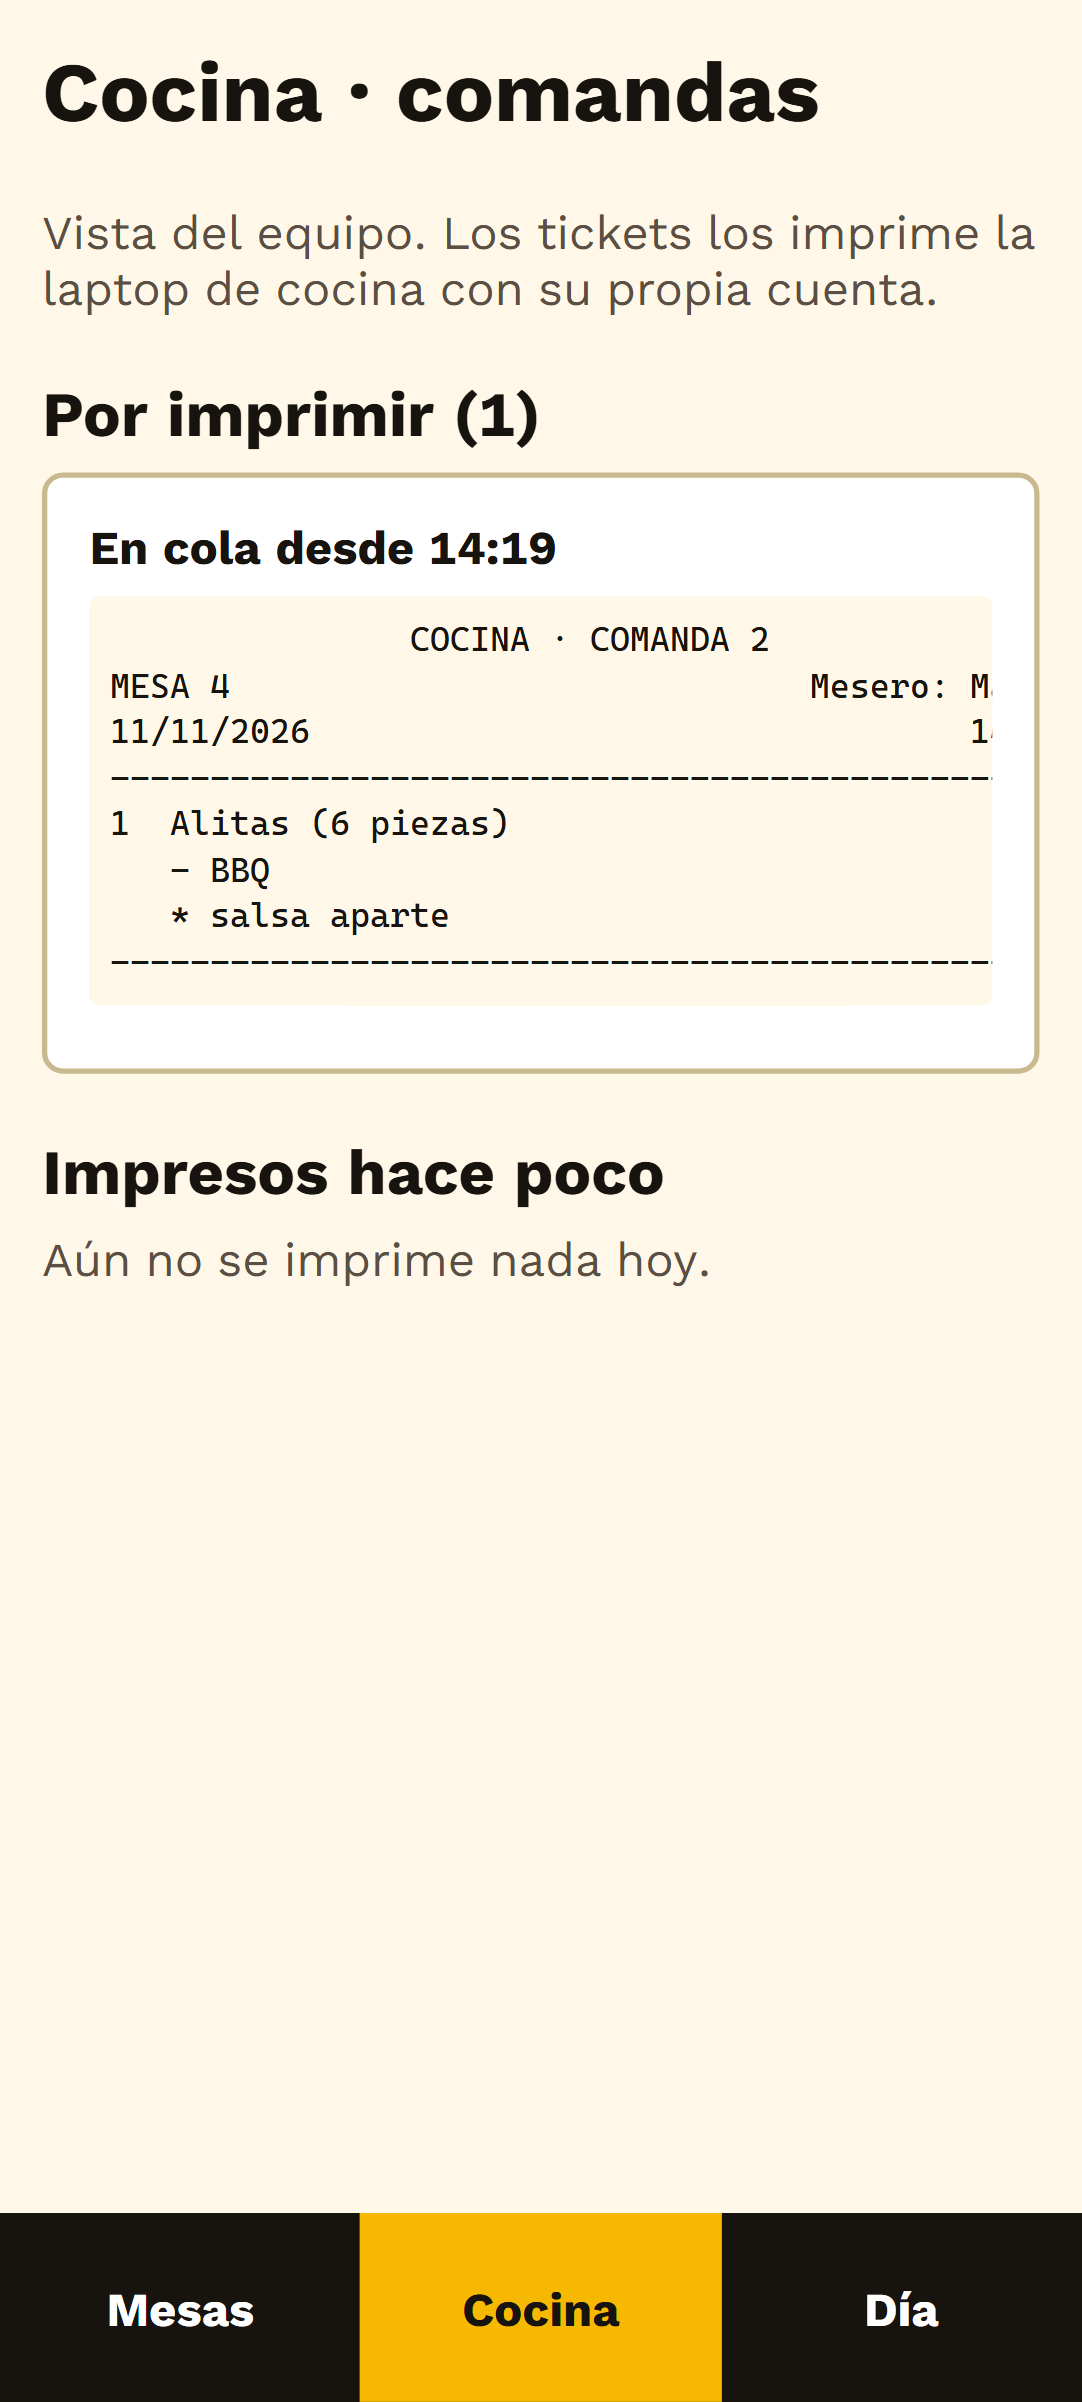 Cocina · comandas
Vista del equipo. Los tickets los imprime la
laptop de cocina con su propia cuenta.
Por imprimir (1)
En cola desde 14:19
COCINA · COMANDA 2
MESA 4 Mesero:
11/11/2026
---------------------------------------------
1 Alitas (6 piezas)
- BBQ
* salsa aparte
---------------------------------------------
Impresos hace poco
Aún no se imprime nada hoy.
Mesas Cocina Día